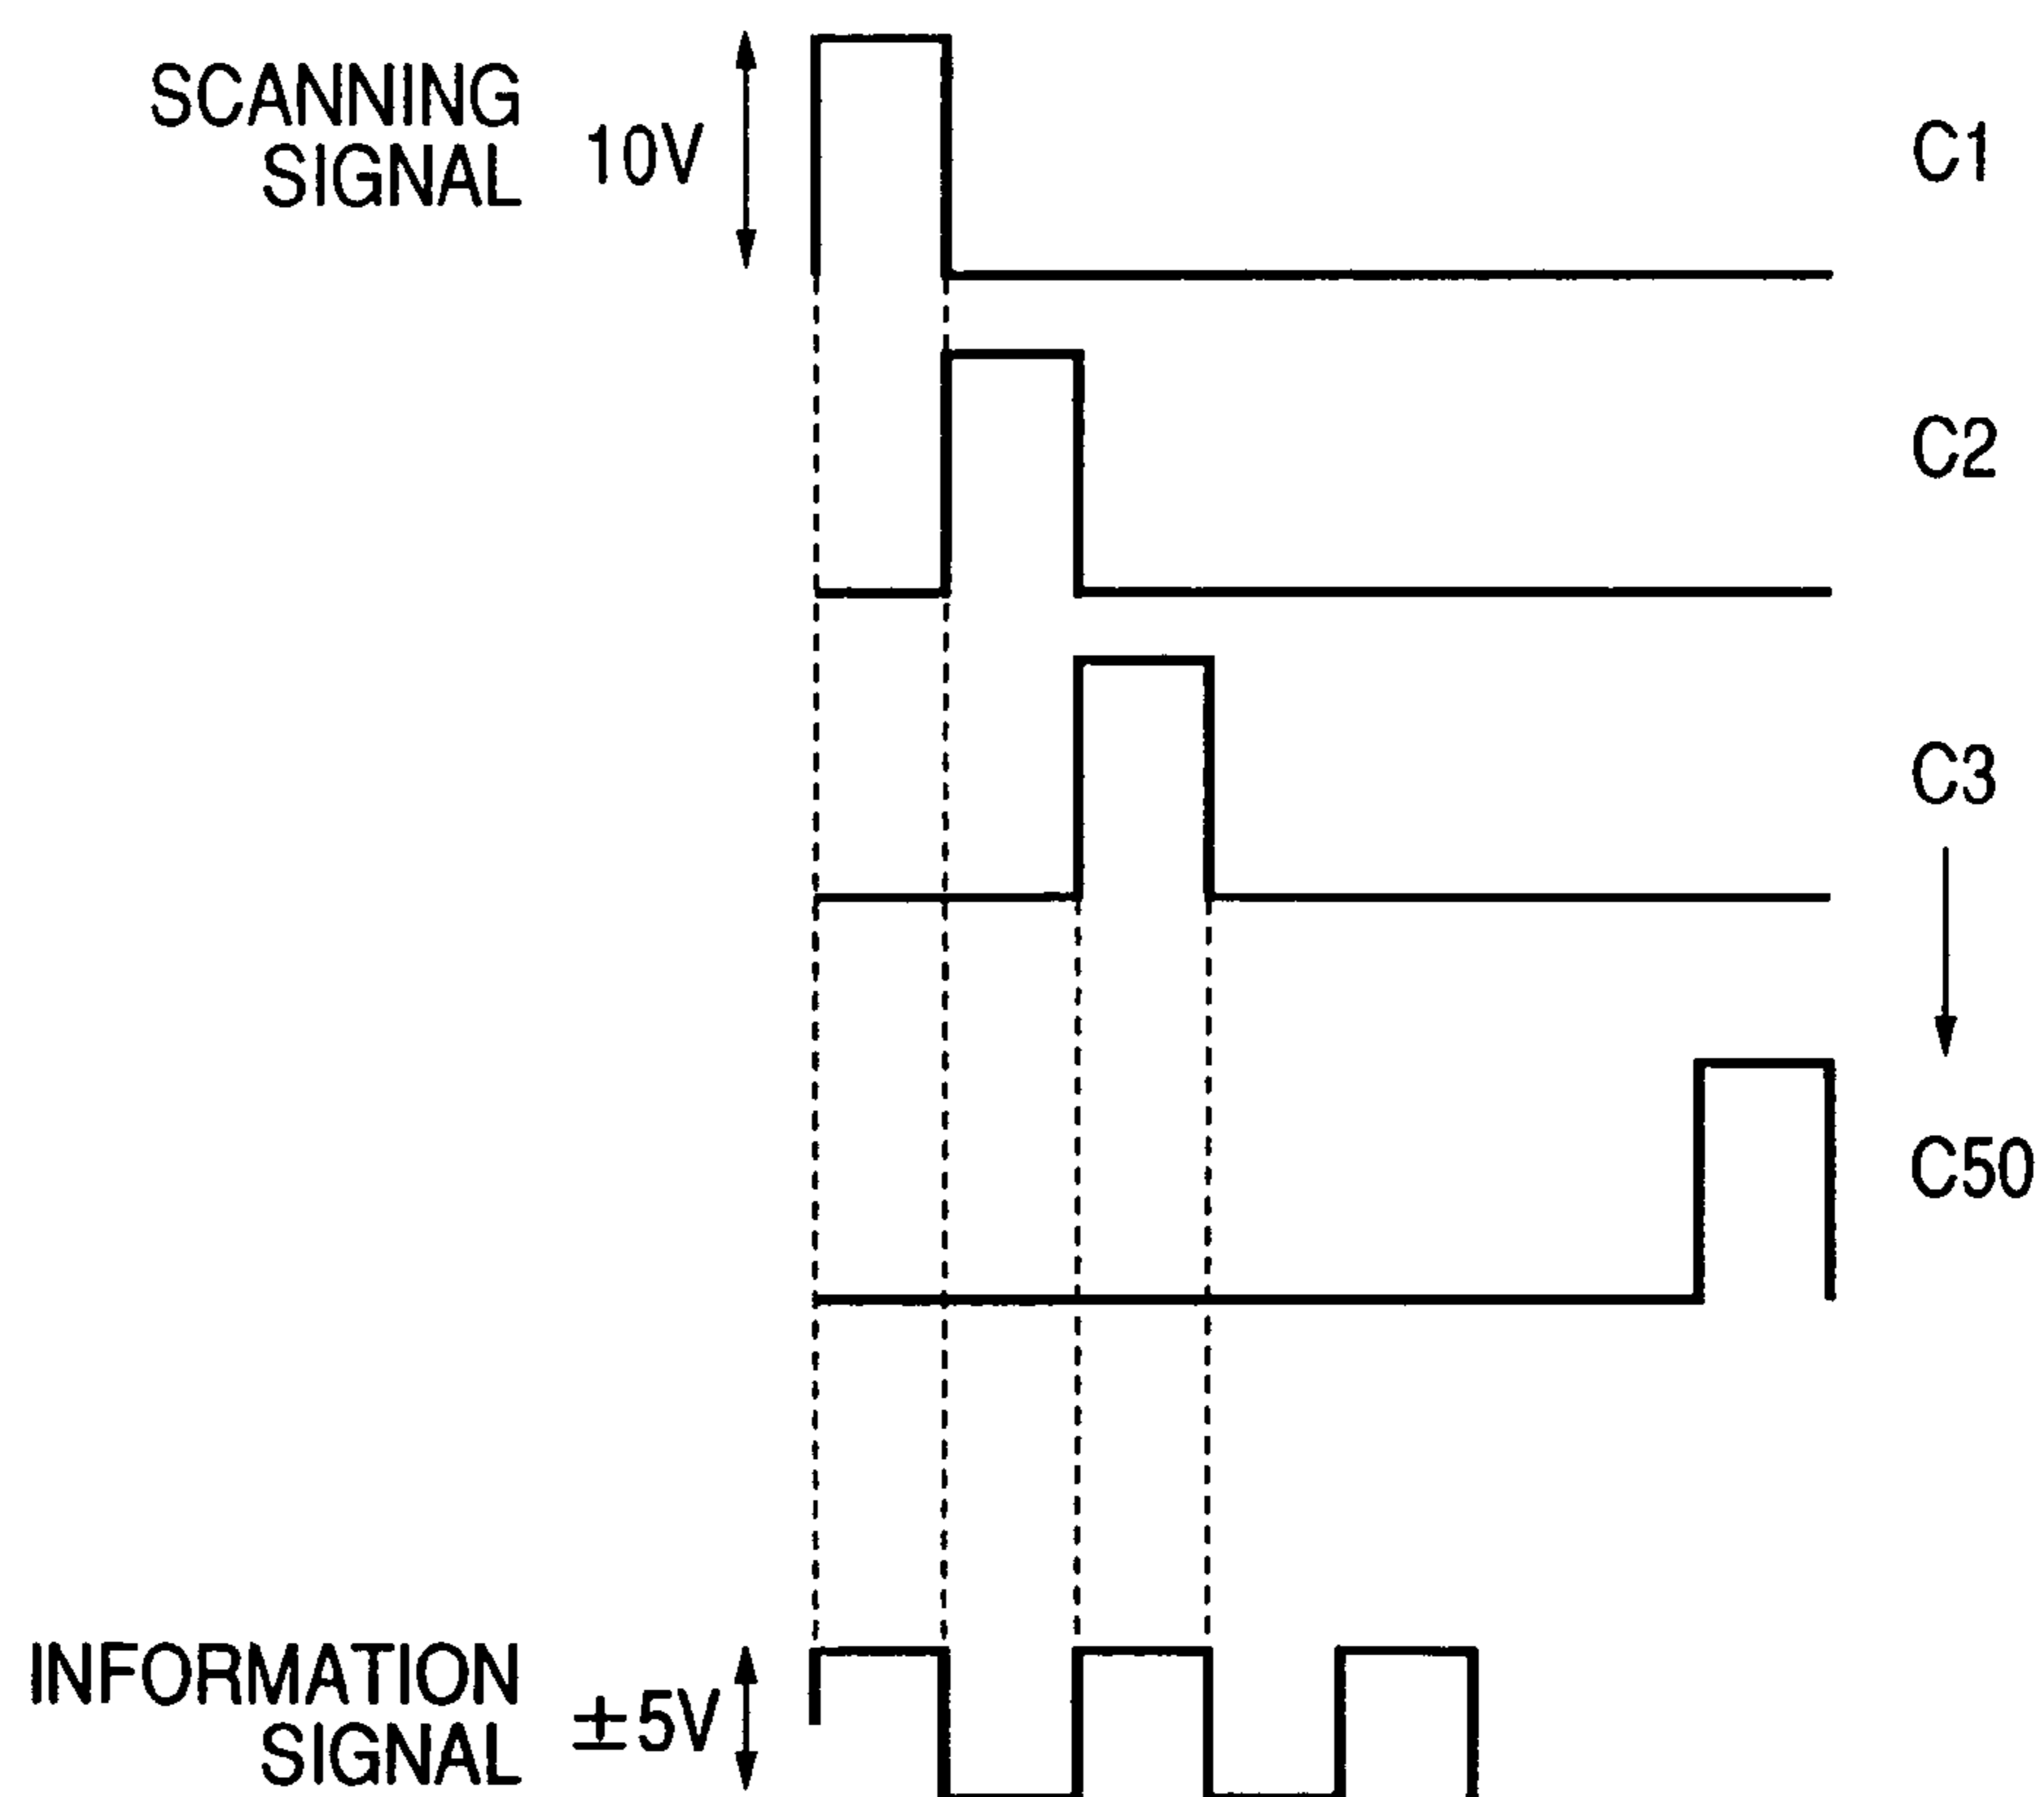 SCANNING
SIGNAL
10V
C1
C2
C3
C50
INFORMATION
SIGNAL
±5V